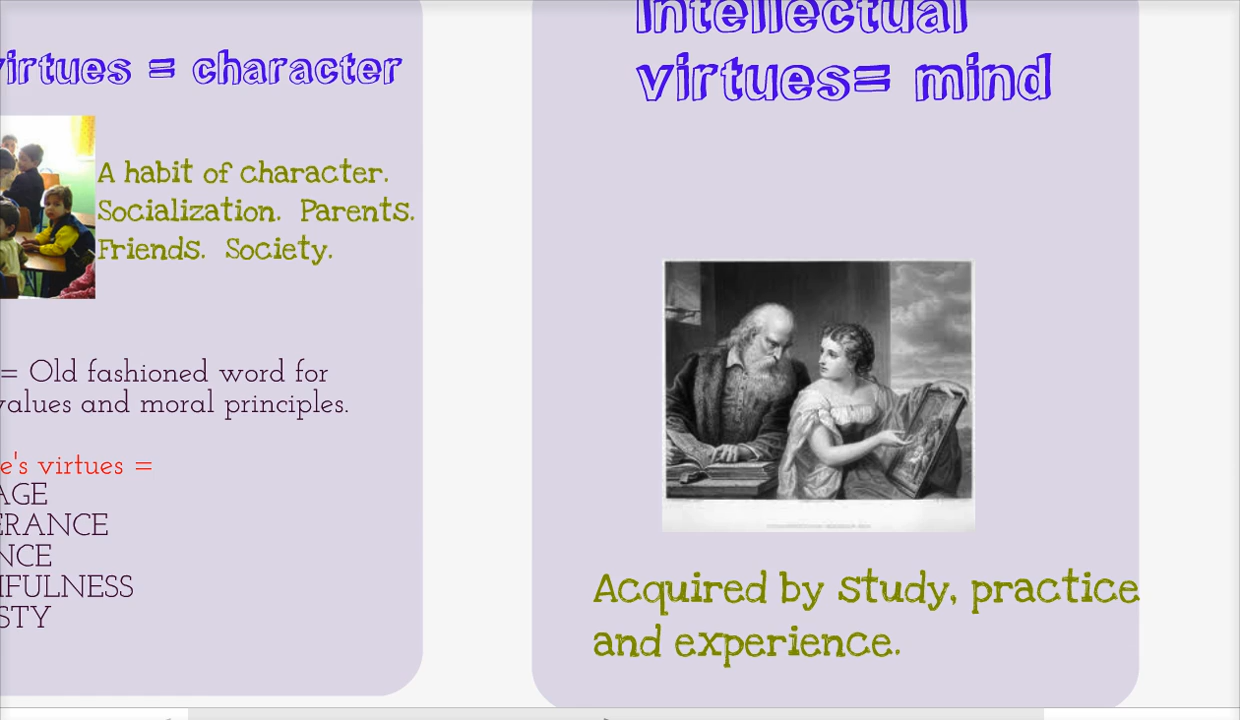 virtues = character
A habit of character.
Socialization. Parents.
Friends. Society.
= Old fashioned word for
values and moral principles.
e's virtues =
AGE
ERANCE
NCE
HFULNESS
STY
Intellectual
virtues= mind
Acquired by study, practice
and experience.